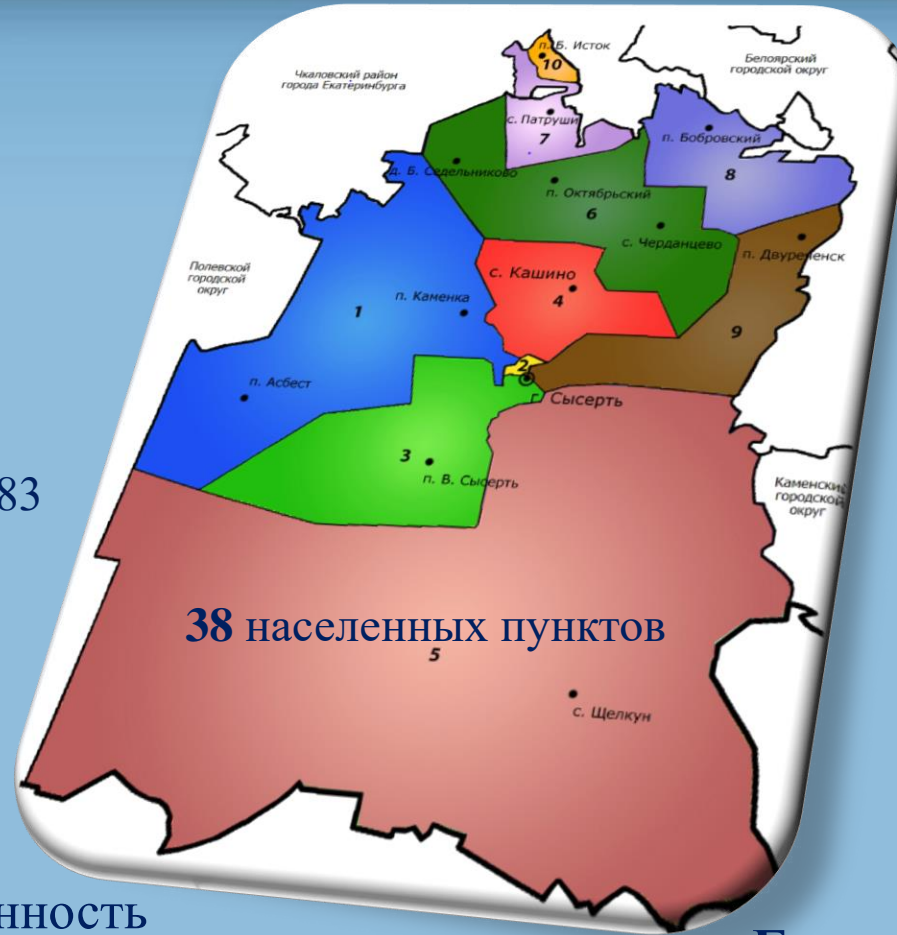 п. Б. Исток
10
Чкаловский район
города Екатеринбурга
Белоярский
городской округ
с. Патруши
7
п. Бобровский
8
д. Б. Седельниково
п. Октябрьский
6
с. Черданцево
п. Двуреченск
Полевской
городской
округ
с. Кашино
4
п. Каменка
1
9
2
п. Асбест
г. Сысерть
3
п. В. Сысерть
83
Каменский
городской
округ
38 населенных пунктов
5
с. Щелкун
нность